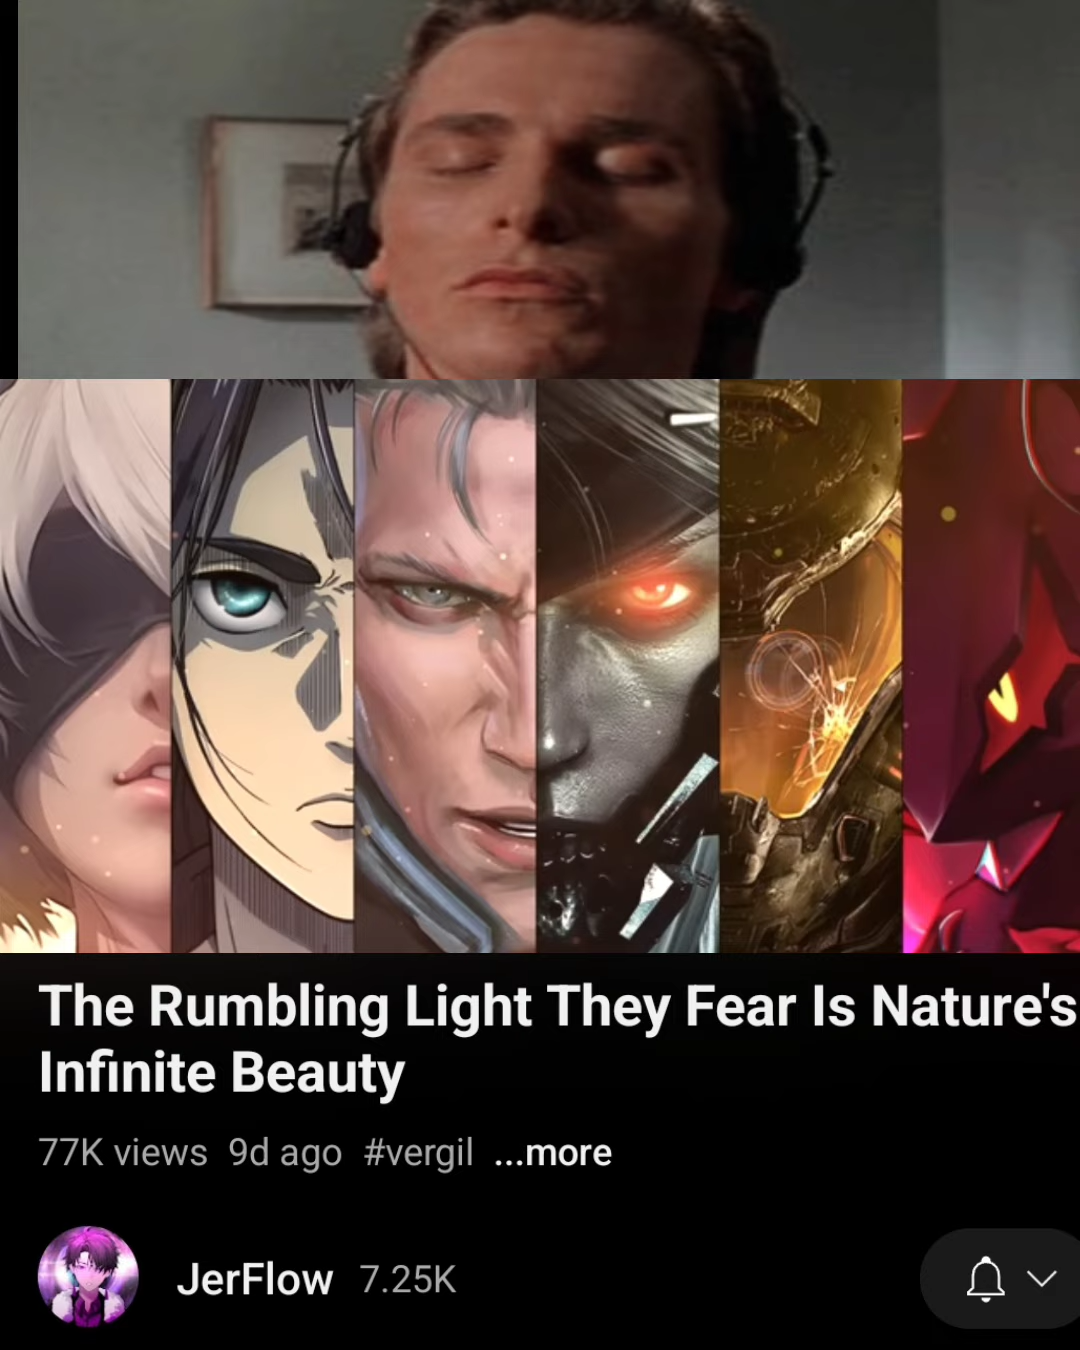 The Rumbling Light They Fear Is Nature's
Infinite Beauty
77K views 9d ago #vergil ...more
JerFlow 7.25K